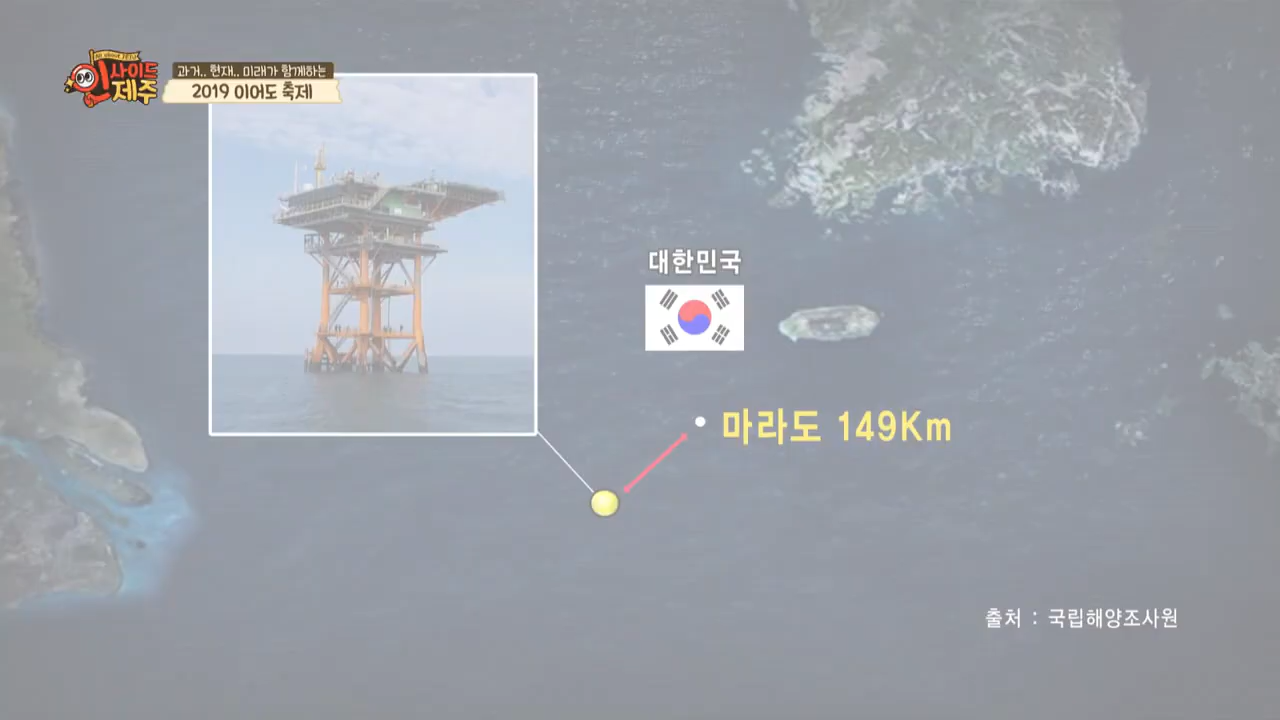 인사이드
제주
과거.. 현재.. 미래가 함께하는
2019 이어도 축제
대한민국
마라도 149Km
출처 : 국립해양조사원